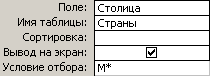 Поле: Столица
Имя таблицы: Страны
Сортировка:
Вывод на экран:
Условие отбора: М*